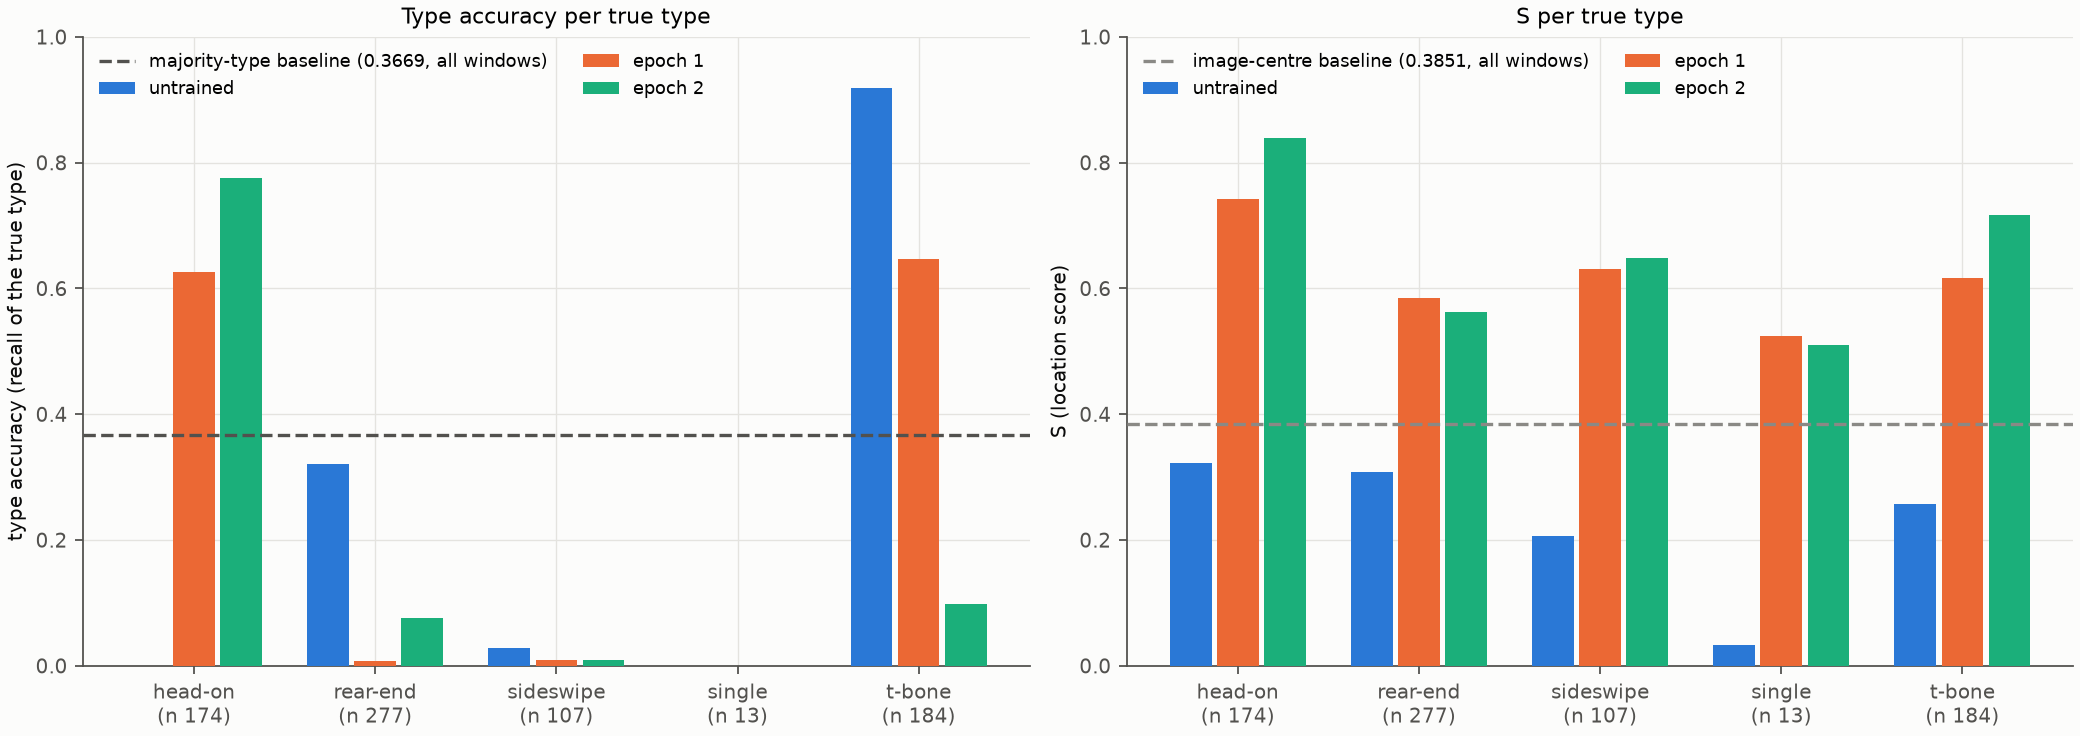 Type accuracy per true type
type accuracy (recall of the true type)
1.0
0.8
0.6
0.4
0.2
0.0
majority-type baseline (0.3669, all windows)
untrained
epoch 1
epoch 2
head-on
(n 174)
rear-end
(n 277)
sideswipe
(n 107)
single
(n 13)
t-bone
(n 184)
S per true type
S (location score)
1.0
0.8
0.6
0.4
0.2
0.0
image-centre baseline (0.3851, all windows)
untrained
epoch 1
epoch 2
head-on
(n 174)
rear-end
(n 277)
sideswipe
(n 107)
single
(n 13)
t-bone
(n 184)